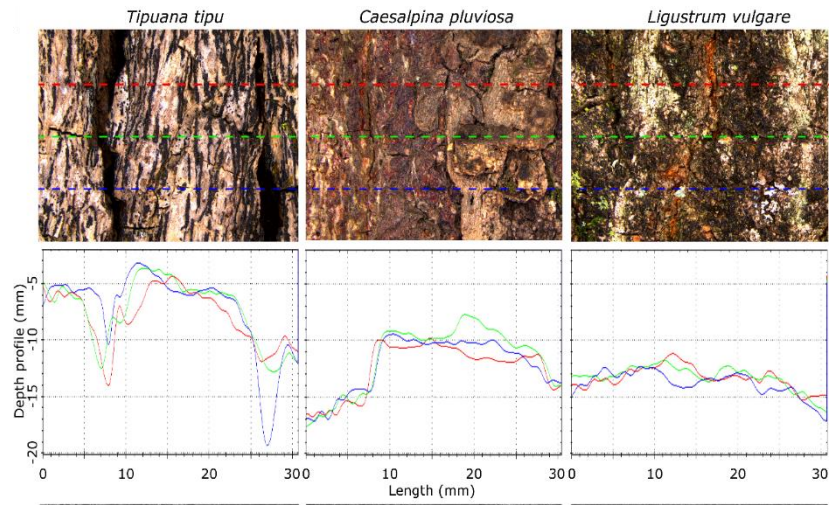 Tipuana tipu
Caesalpina pluviosa
Ligustrum vulgare
Depth profile (mm)
-5
-10
-15
-20
0 10 20 30 0 10 20 30 0 10 20 30
Length (mm)